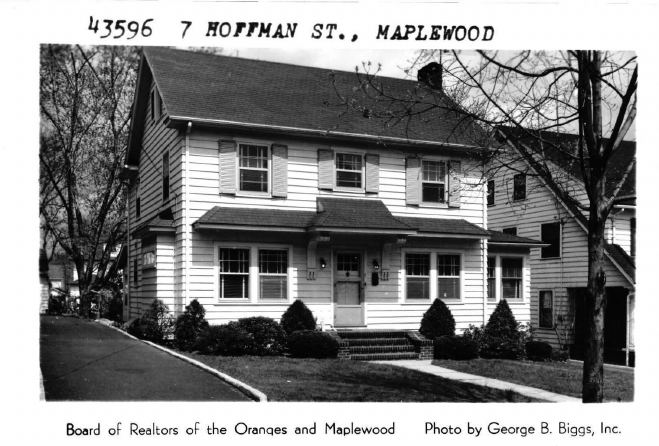 43596 7 HOFFMAN ST., MAPLEWOOD
Board of Realtors of the Oranges and Maplewood Photo by George B. Biggs, Inc.